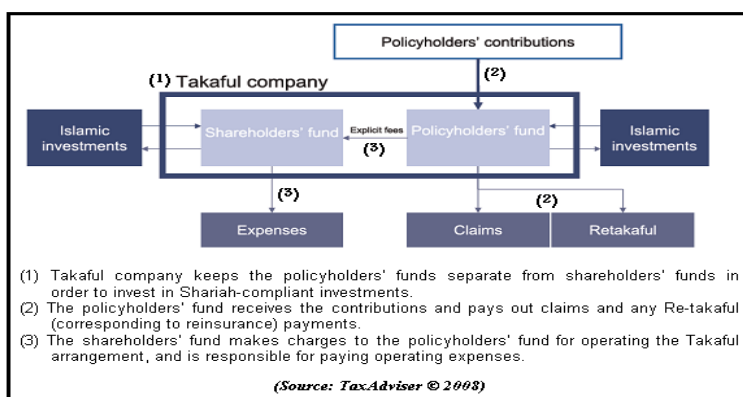 Policyholders' contributions
(1) Takaful company
(2)
Islamic investments
Shareholders' fund
Explicit fees
(3)
Policyholders' fund
Islamic investments
(3)
(2)
Expenses
Claims
Retakaful
(1) Takaful company keeps the policyholders' funds separate from shareholders' funds in
order to invest in Shariah-compliant investments.
(2) The policyholders' fund receives the contributions and pays out claims and any Re-takaful
(corresponding to reinsurance) payments.
(3) The shareholders' fund makes charges to the policyholders' fund for operating the Takaful
arrangement, and is responsible for paying operating expenses.
(Source: TaxAdviser © 2008)